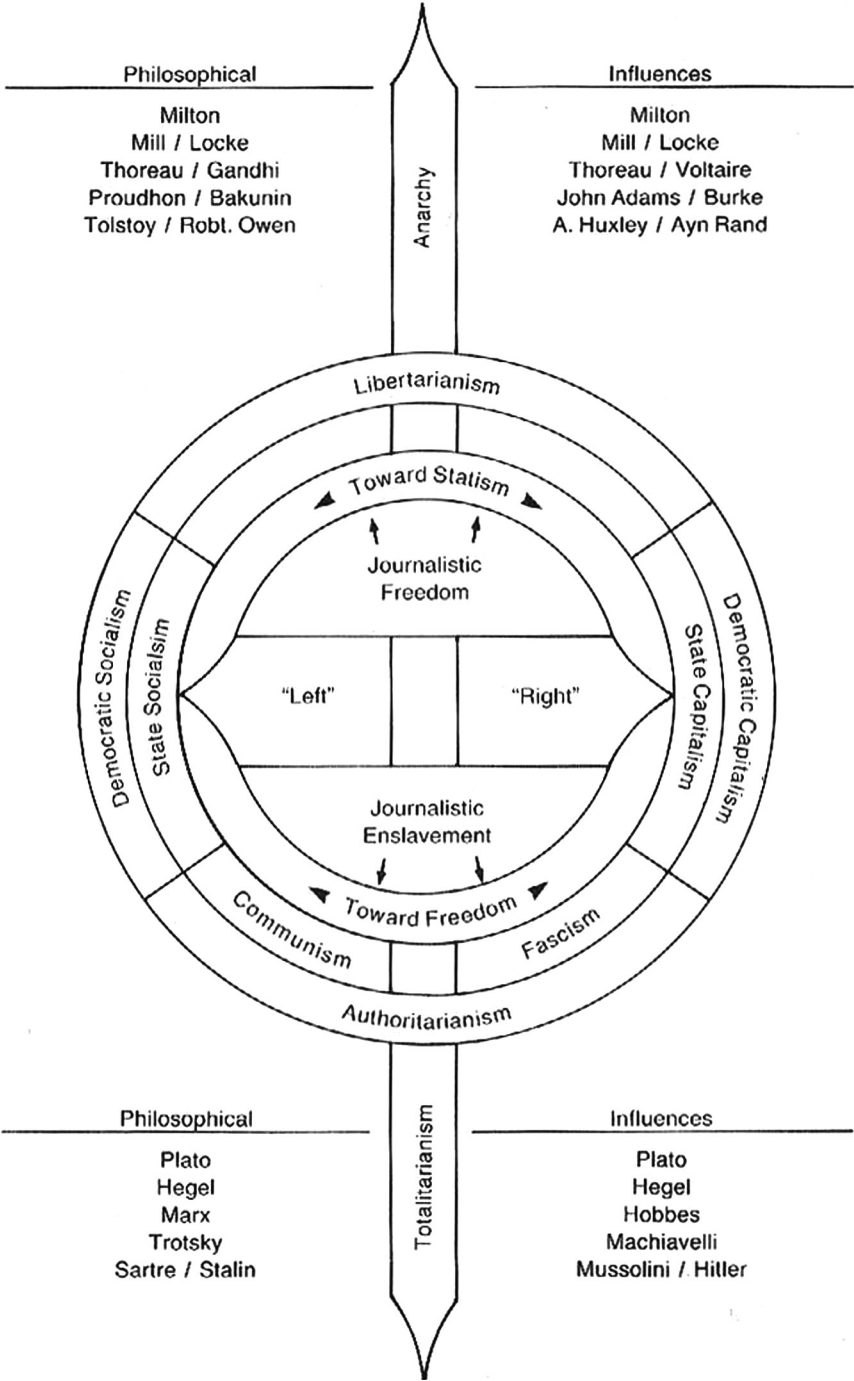 Philosophical
Milton
Mill / Locke
Thoreau / Gandhi
Proudhon / Bakunin
Tolstoy / Robt. Owen
Influences
Milton
Mill / Locke
Thoreau / Voltaire
John Adams / Burke
A. Huxley / Ayn Rand
Anarchy
Libertarianism
Toward Statism
Journalistic
Freedom
Democratic Socialism
State Socialsim
"Left"
"Right"
State Capitalism
Democratic Capitalism
Journalistic
Enslavement
Toward Freedom
Communism
Fascism
Authoritarianism
Totalitarianism
Philosophical
Plato
Hegel
Marx
Trotsky
Sartre / Stalin
Influences
Plato
Hegel
Hobbes
Machiavelli
Mussolini / Hitler